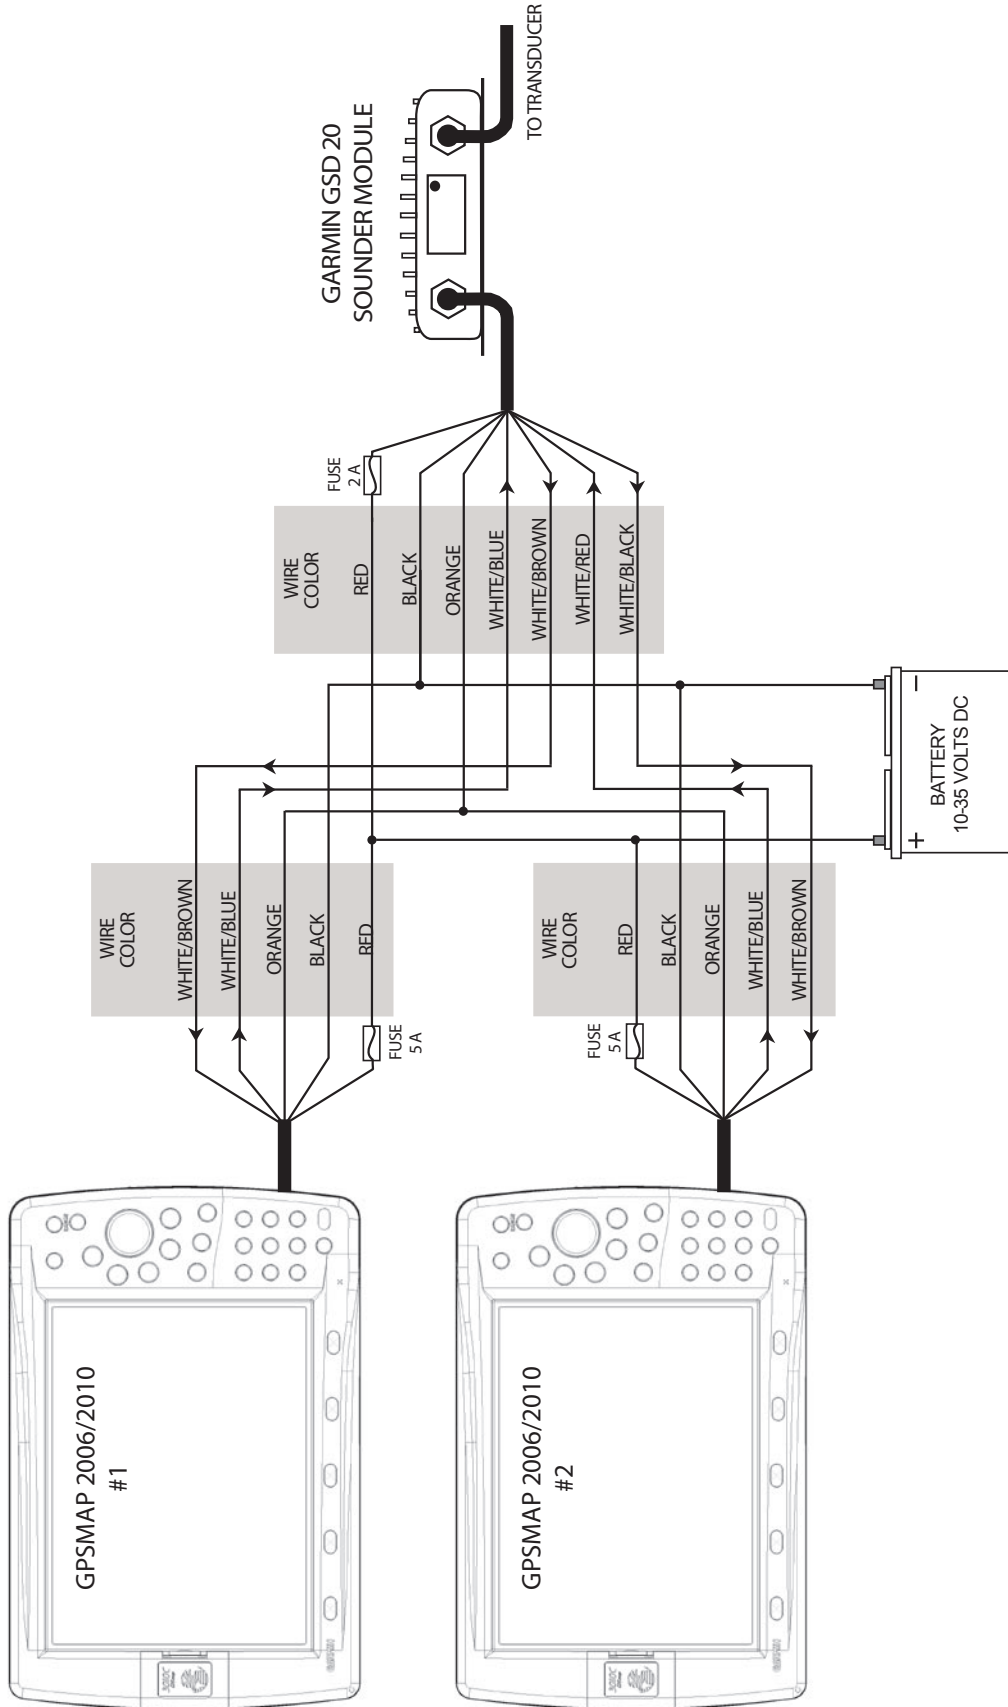 GARMIN GSD 20
SOUNDER MODULE
TO TRANSDUCER
FUSE
2 A
WIRE
COLOR
RED
BLACK
ORANGE
WHITE/BLUE
WHITE/BROWN
WHITE/RED
WHITE/BLACK
WIRE
COLOR
WHITE/BROWN
WHITE/BLUE
ORANGE
BLACK
RED
FUSE
5 A
WIRE
COLOR
RED
BLACK
ORANGE
WHITE/BLUE
WHITE/BROWN
FUSE
5 A
+
−
BATTERY
10-35 VOLTS DC
GPSMAP 2006/2010
#1
GPSMAP 2006/2010
#2